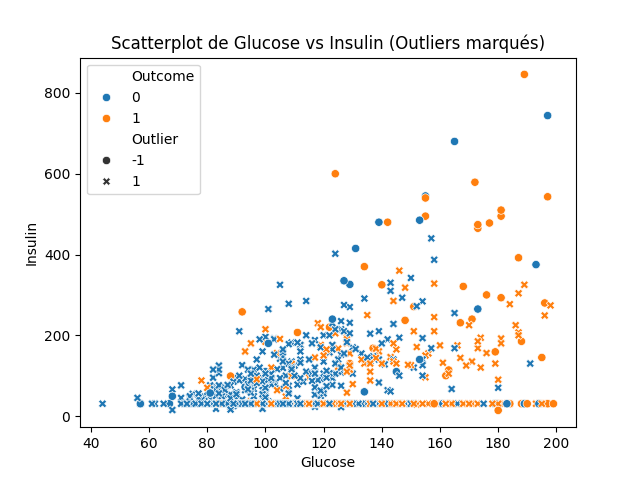 Scatterplot de Glucose vs Insulin (Outliers marqués)
Outcome
0
1
Outlier
-1
1
Insulin
800
600
400
200
0
40 60 80 100 120 140 160 180 200
Glucose